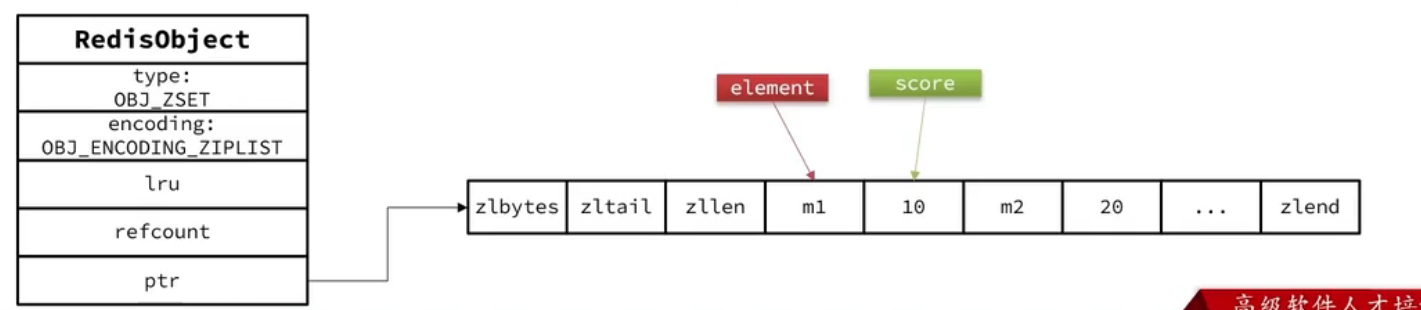 RedisObject
type:
OBJ_ZSET
encoding:
OBJ_ENCODING_ZIPLIST
lru
refcount
ptr
element
score
zlbytes zltail zllen m1 10 m2 20 ... zlend
高级软件人才培